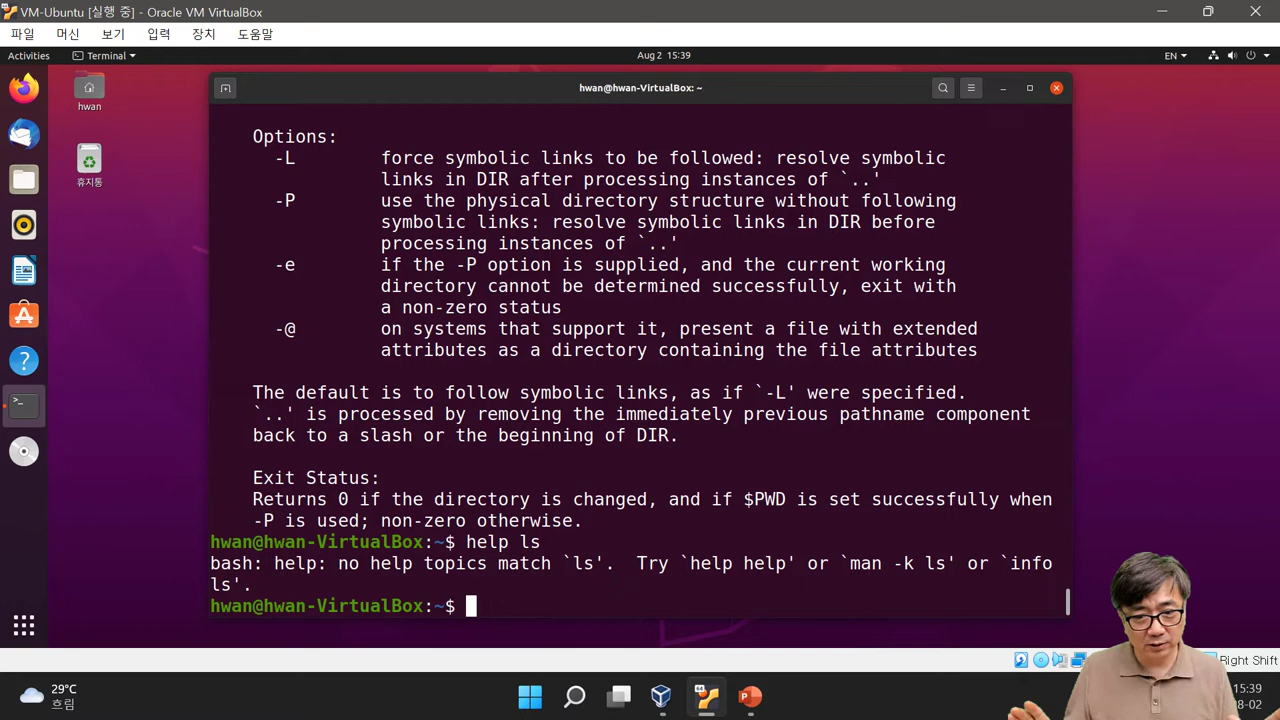 VM-Ubuntu [실행 중] - Oracle VM VirtualBox
파일 머신 보기 입력 장치 도움말
Activities Terminal Aug 2 15:39 EN
hwan@hwan-VirtualBox: ~
hwan
휴지통
Options:
-L force symbolic links to be followed: resolve symbolic
links in DIR after processing instances of `..'
-P use the physical directory structure without following
symbolic links: resolve symbolic links in DIR before
processing instances of `..'
-e if the -P option is supplied, and the current working
directory cannot be determined successfully, exit with
a non-zero status
-@ on systems that support it, present a file with extended
attributes as a directory containing the file attributes
The default is to follow symbolic links, as if `-L' were specified.
`..' is processed by removing the immediately previous pathname component
back to a slash or the beginning of DIR.
Exit Status:
Returns 0 if the directory is changed, and if $PWD is set successfully when
-P is used; non-zero otherwise.
hwan@hwan-VirtualBox:~$ help ls
bash: help: no help topics match `ls'.  Try `help help' or `man -k ls' or `info
ls'.
hwan@hwan-VirtualBox:~$
Right Shift
29°C
흐림
15:39
-02